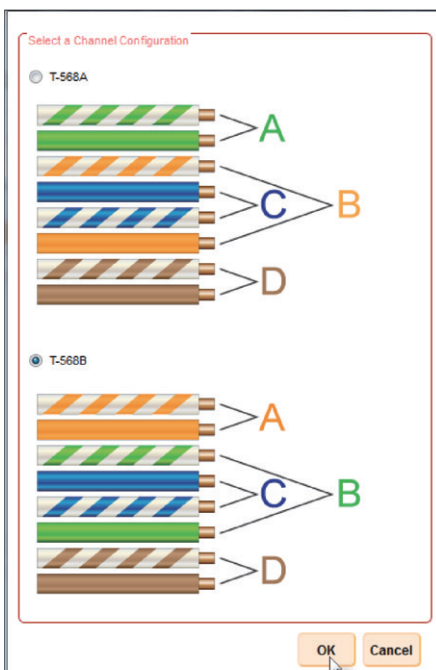 Select a Channel Configuration
T-568A
A
C B
D
T-568B
A
C B
D
OK Cancel